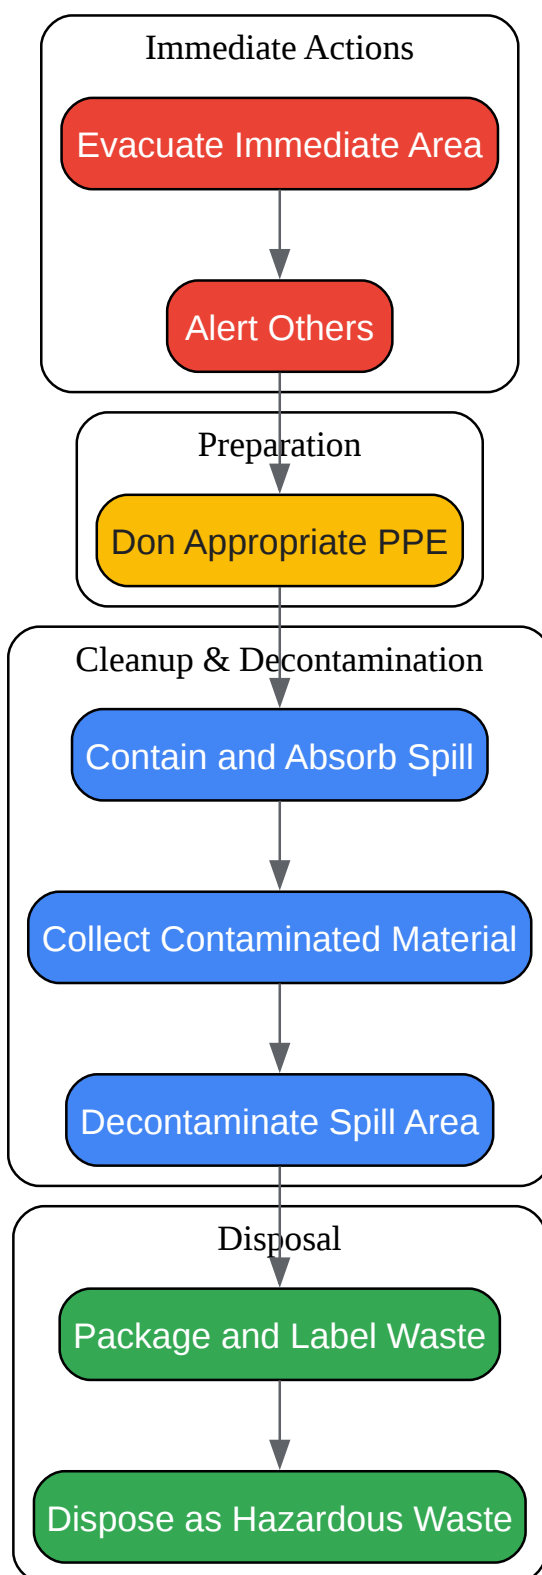 Immediate Actions
Evacuate Immediate Area
Alert Others
Preparation
Don Appropriate PPE
Cleanup & Decontamination
Contain and Absorb Spill
Collect Contaminated Material
Decontaminate Spill Area
Disposal
Package and Label Waste
Dispose as Hazardous Waste